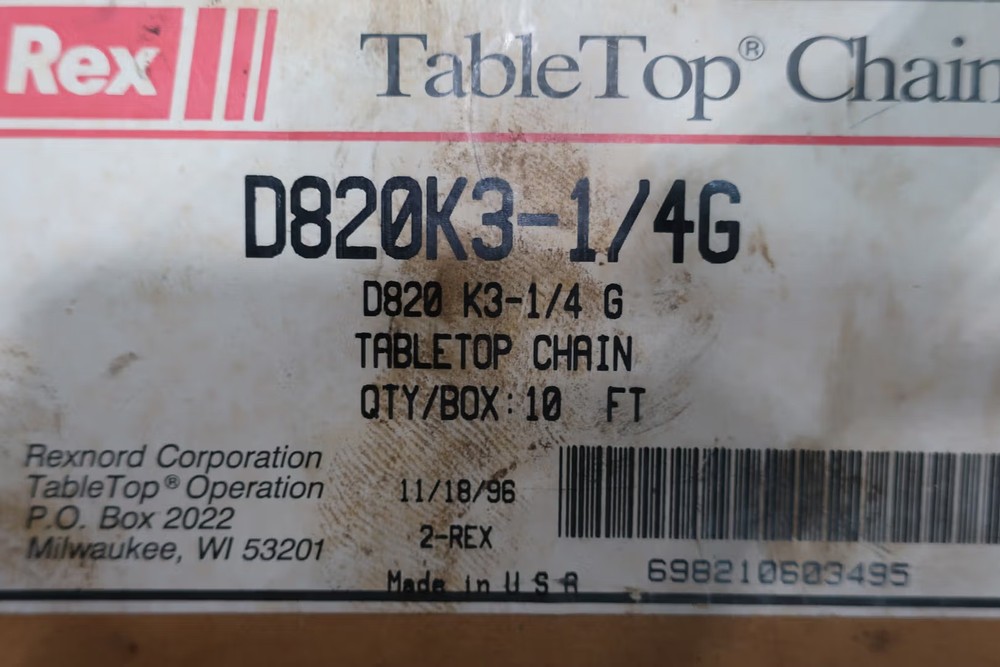 Rex TableTop® Chain
D820K3-1/4G
D820 K3-1/4 G
TABLETOP CHAIN
QTY/BOX: 10 FT
Rexnord Corporation
TableTop® Operation
P.O. Box 2022
Milwaukee, WI 53201
11/18/96
2-REX
Made in U S A
698210603495